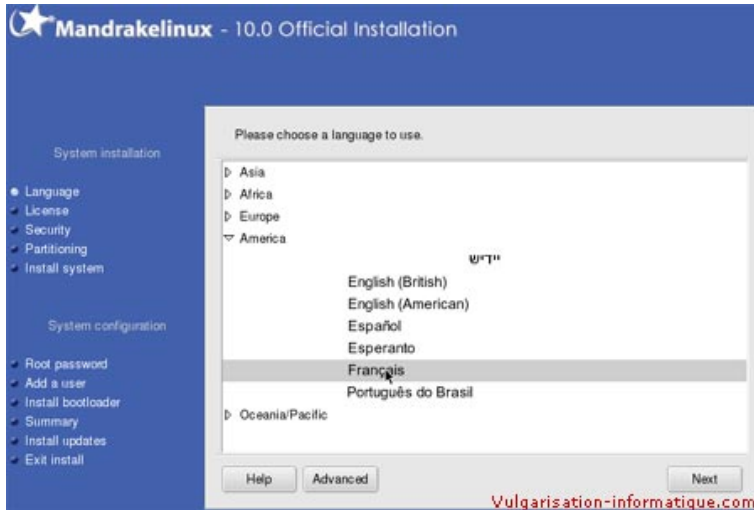 Mandrakelinux - 10.0 Official Installation
System installation
Language
License
Security
Partitioning
Install system
System configuration
Root password
Add a user
Install bootloader
Summary
Install updates
Exit install
Please choose a language to use.
Asia
Africa
Europe
America
ייִדיש
English (British)
English (American)
Español
Esperanto
Français
Português do Brasil
Oceania/Pacific
Help
Advanced
Next
Vulgarisation-informatique.com